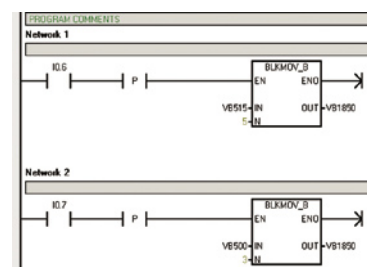 PROGRAM COMMENTS
Network 1
I0.6
P
BLKMOV_B
EN ENO
VB515 IN OUT VB1850
5 N
Network 2
I0.7
P
BLKMOV_B
EN ENO
VB500 IN OUT VB1850
3 N